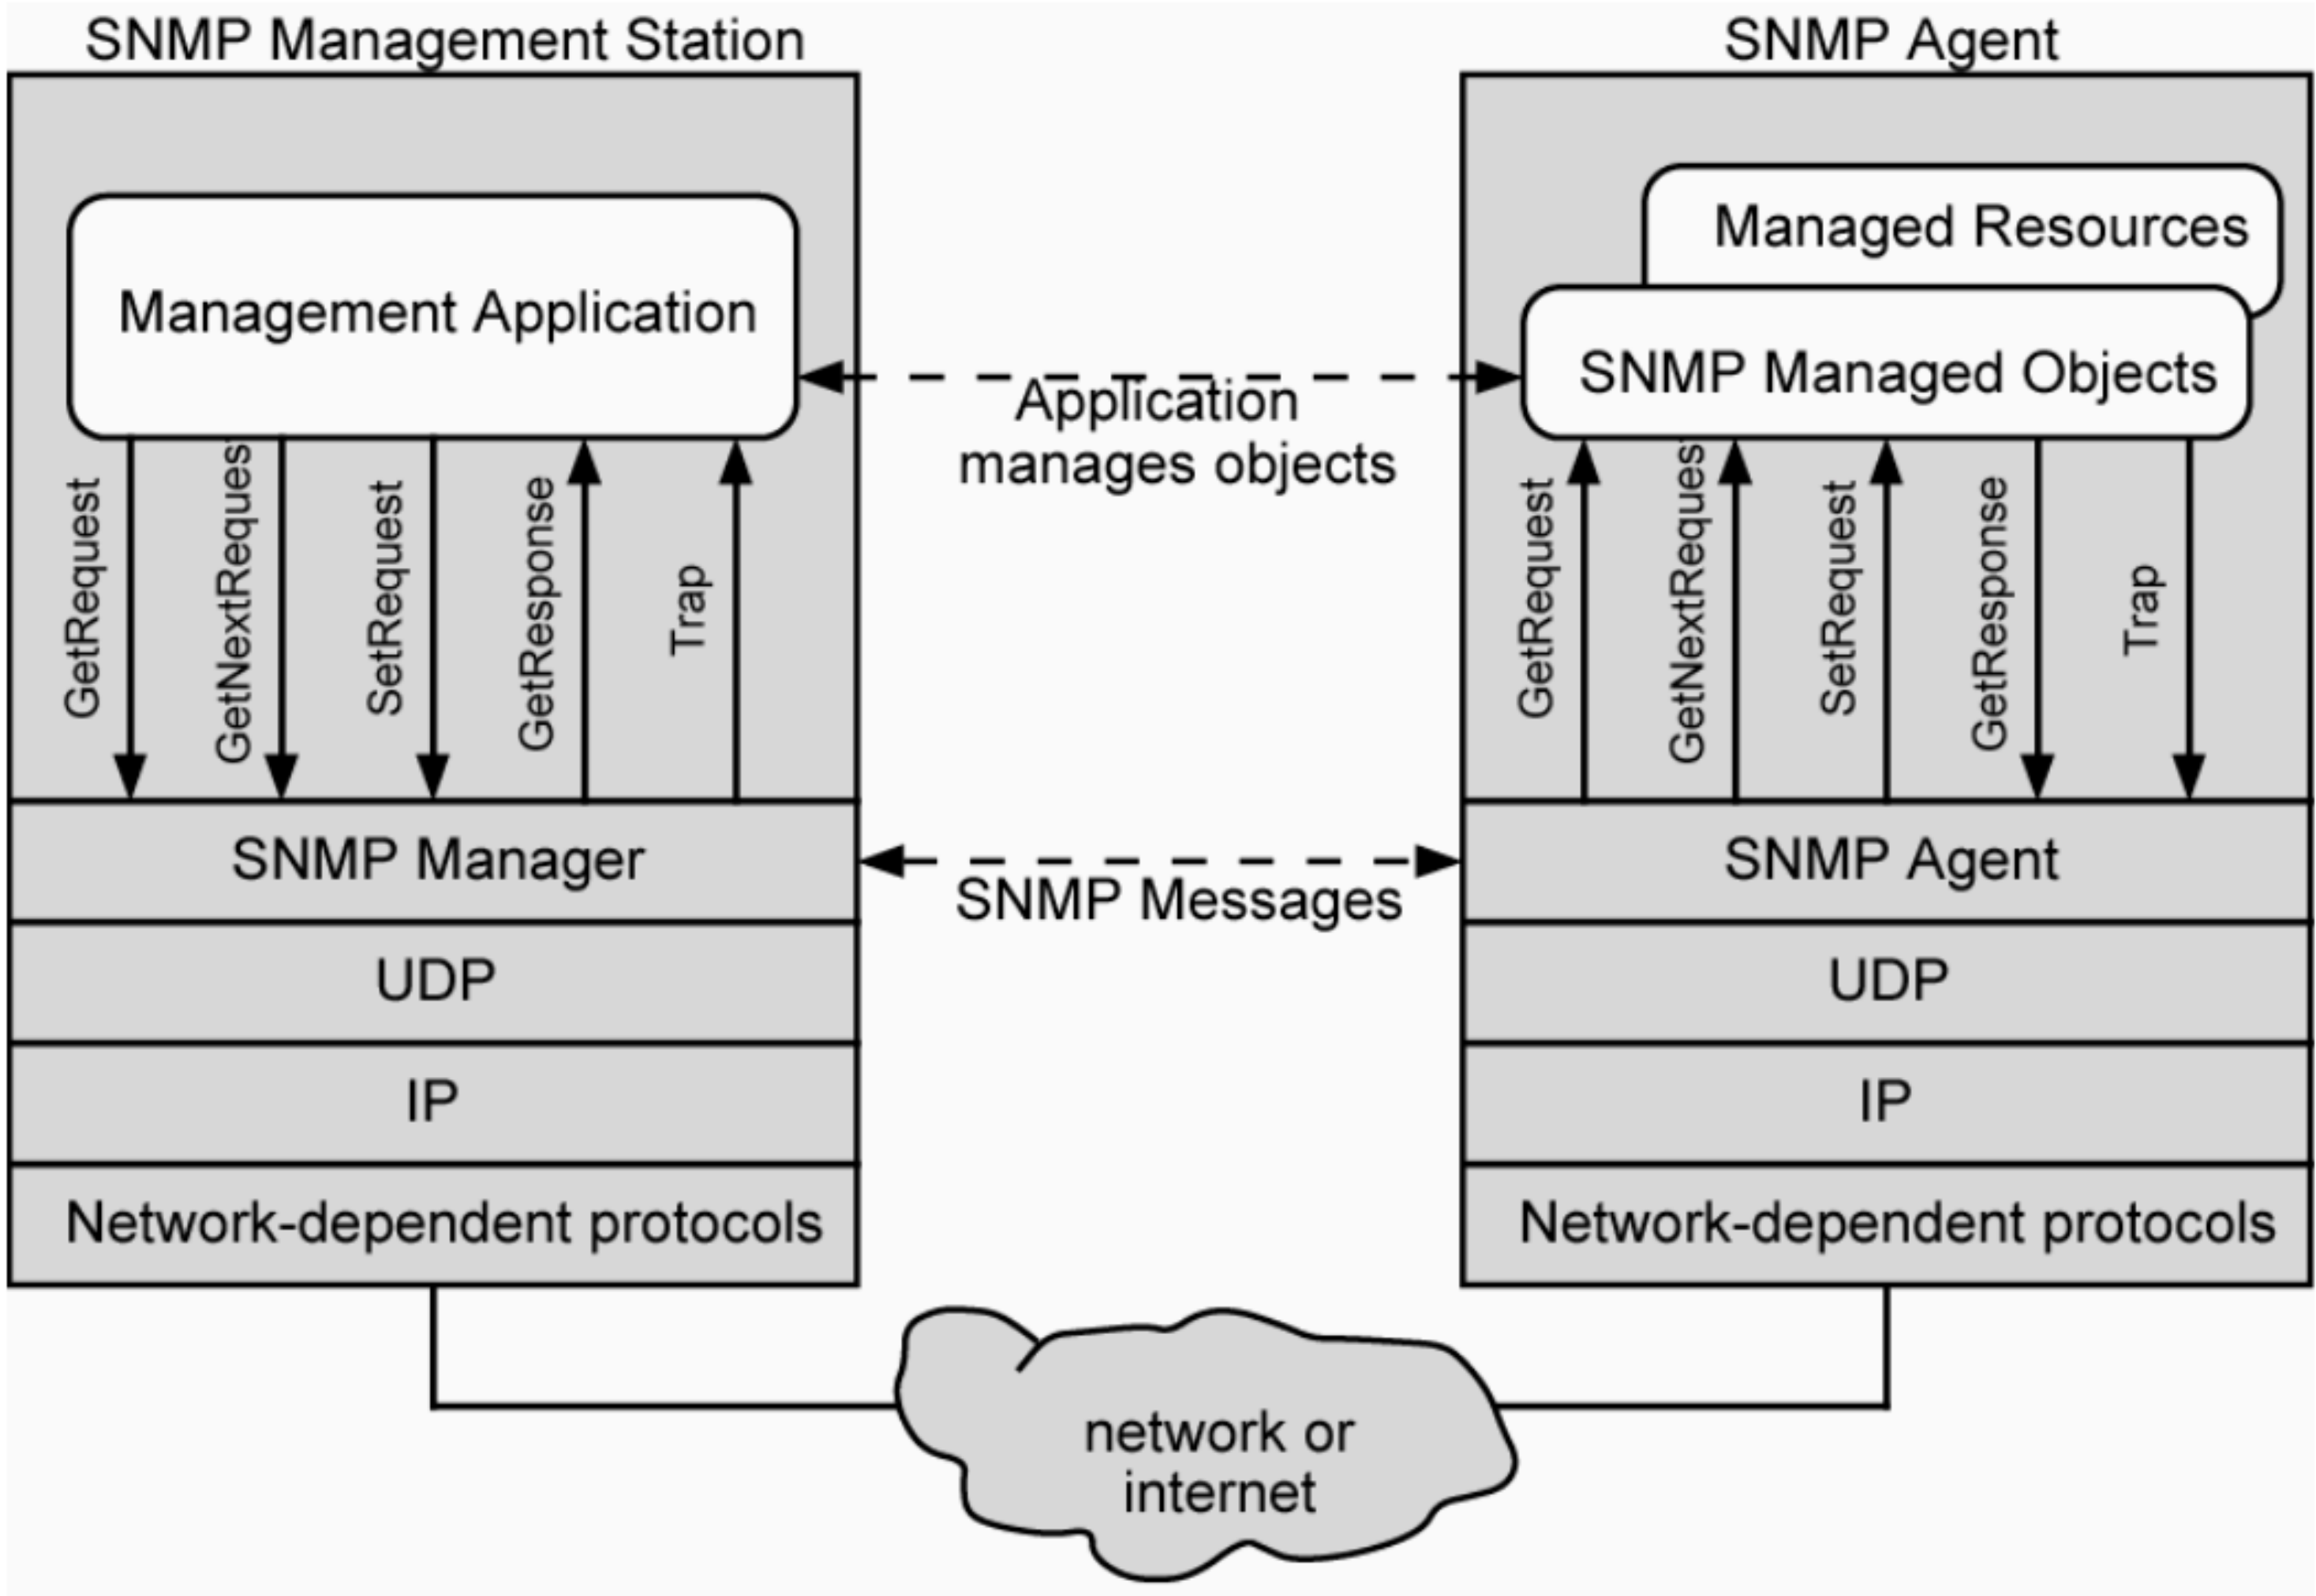 SNMP Management Station
SNMP Agent
Management Application
Managed Resources
SNMP Managed Objects
Application
manages objects
GetRequest
GetNextReques
SetRequest
GetResponse
Trap
GetRequest
GetNextReques
SetRequest
GetResponse
Trap
SNMP Manager
SNMP Messages
SNMP Agent
UDP
UDP
IP
IP
Network-dependent protocols
Network-dependent protocols
network or
internet